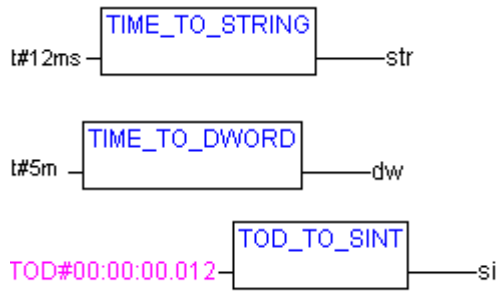 TIME_TO_STRING
t#12ms str
TIME_TO_DWORD
t#5m dw
TOD_TO_SINT
TOD#00:00:00.012 si